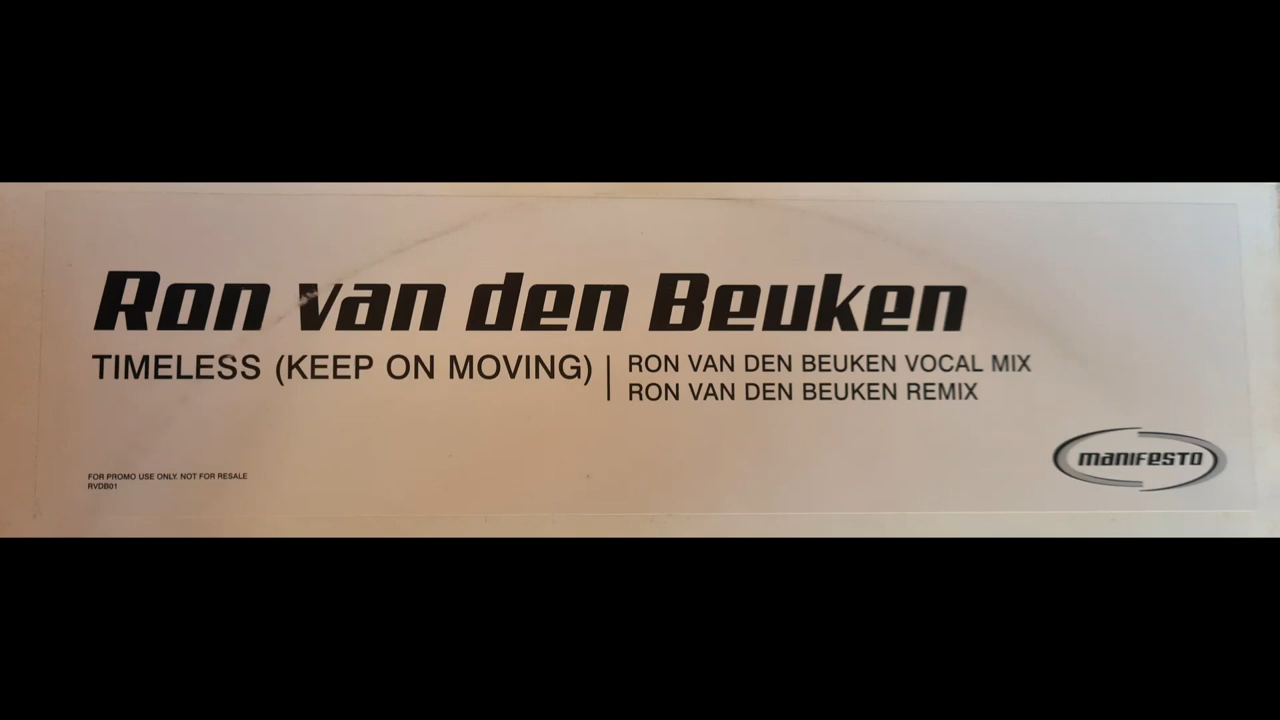 Ron van den Beuken
TIMELESS (KEEP ON MOVING)
RON VAN DEN BEUKEN VOCAL MIX
RON VAN DEN BEUKEN REMIX
FOR PROMO USE ONLY. NOT FOR RESALE
RVDB01
manifesto